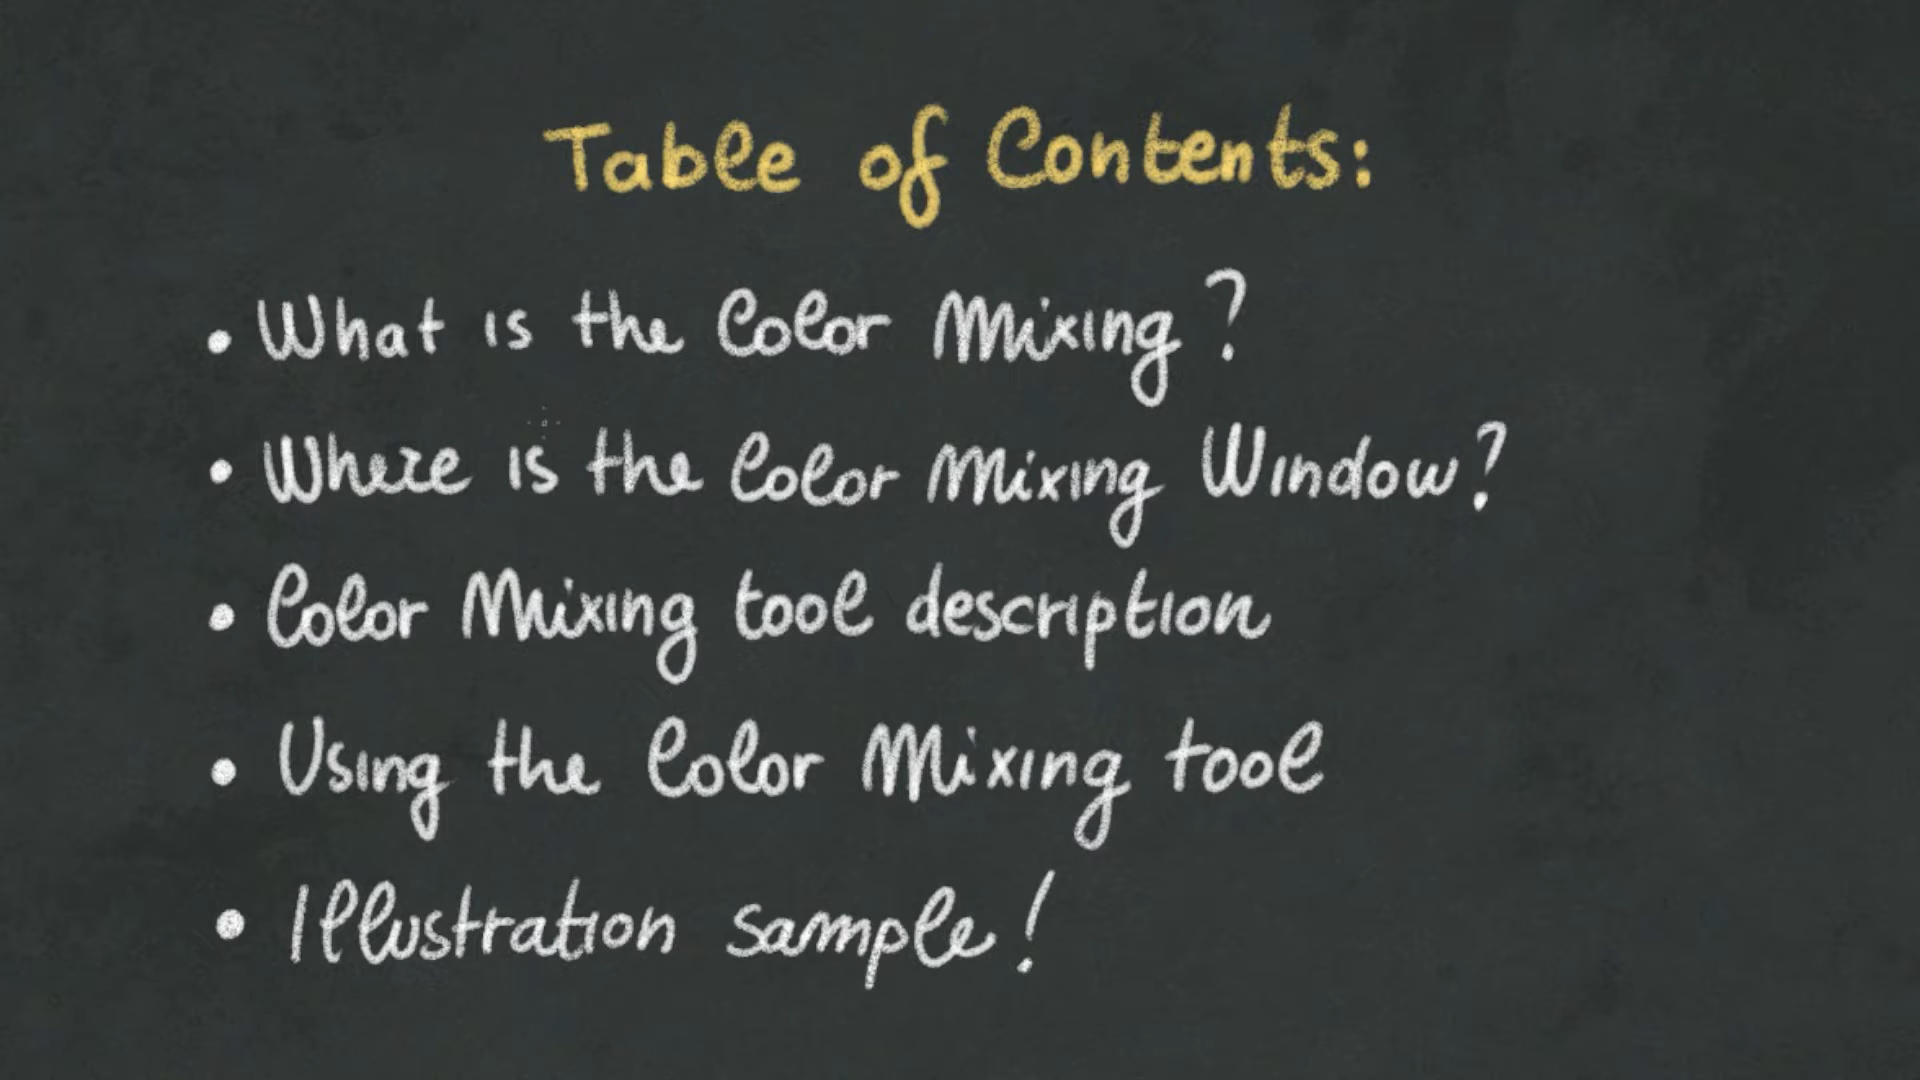 Table of Contents:
• What is the Color Mixing?
• Where is the Color Mixing Window?
• Color Mixing tool description
• Using the Color Mixing tool
• Illustration sample!